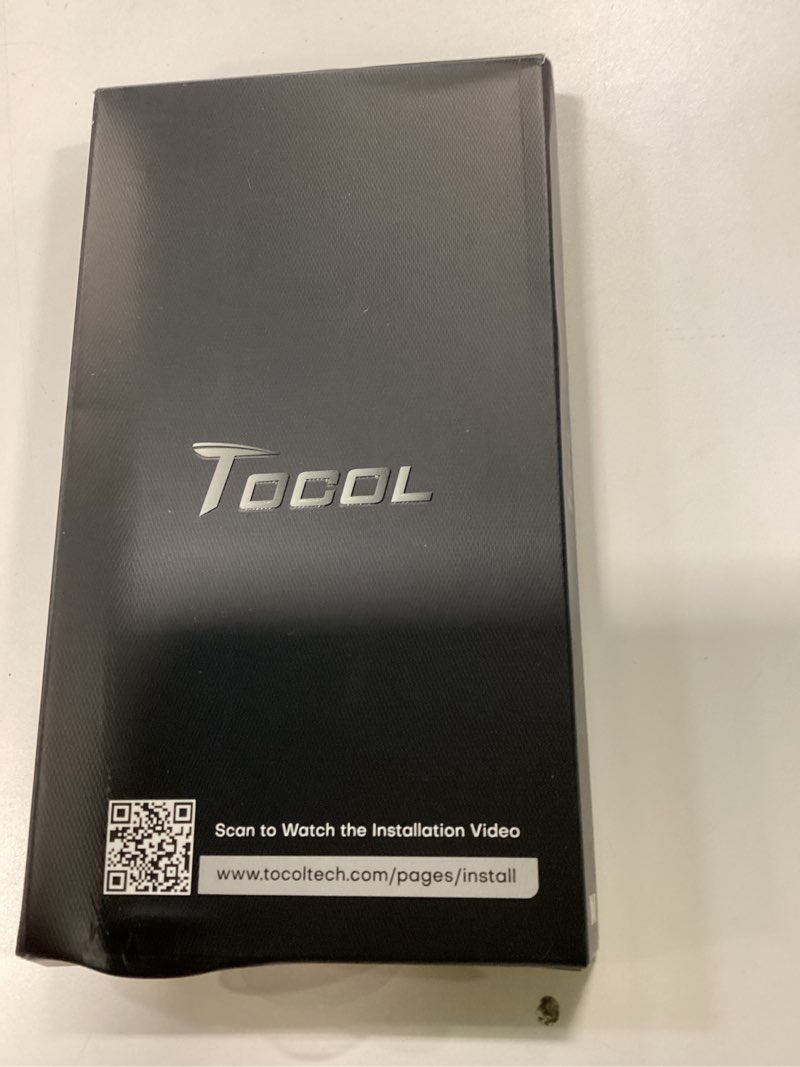 TOCOL
Scan to Watch the Installation Video
www.tocoltech.com/pages/install